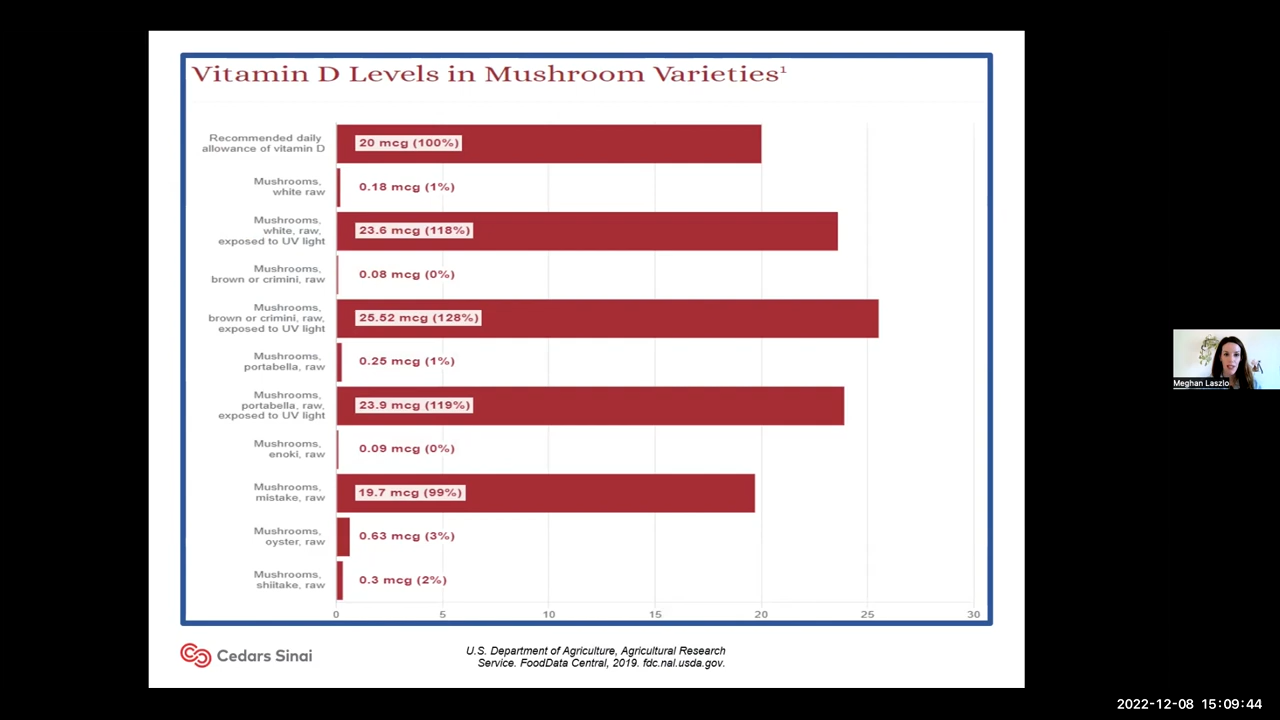 Vitamin D Levels in Mushroom Varieties¹
Recommended daily
allowance of vitamin D
20 mcg (100%)
Mushrooms,
white raw
0.18 mcg (1%)
Mushrooms,
white, raw,
exposed to UV light
23.6 mcg (118%)
Mushrooms,
brown or crimini, raw
0.08 mcg (0%)
Mushrooms,
brown or crimini, raw,
exposed to UV light
25.52 mcg (128%)
Mushrooms,
portabella, raw
0.25 mcg (1%)
Mushrooms,
portabella, raw,
exposed to UV light
23.9 mcg (119%)
Mushrooms,
enoki, raw
0.09 mcg (0%)
Mushrooms,
mistake, raw
19.7 mcg (99%)
Mushrooms,
oyster, raw
0.63 mcg (3%)
Mushrooms,
shiitake, raw
0.3 mcg (2%)
0 5 10 15 20 25 30
Cedars Sinai
U.S. Department of Agriculture, Agricultural Research
Service. FoodData Central, 2019. fdc.nal.usda.gov.
Meghan Laszlo
2022-12-08 15:09:44